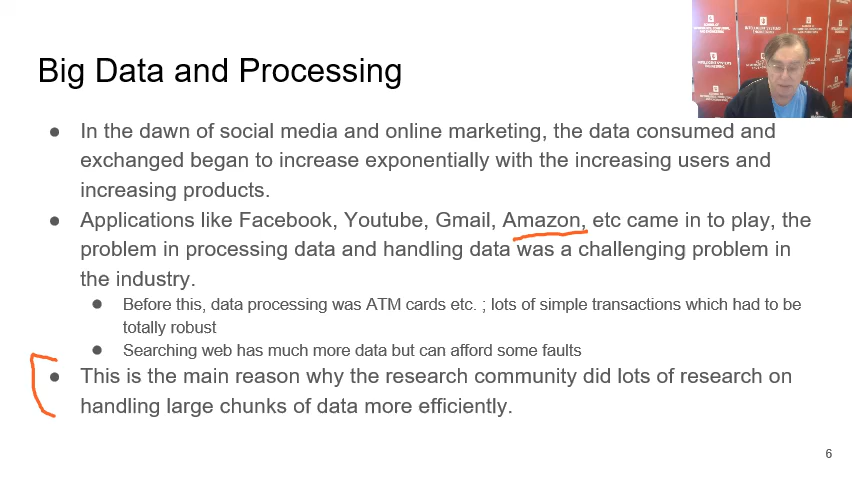 Big Data and Processing
● In the dawn of social media and online marketing, the data consumed and
exchanged began to increase exponentially with the increasing users and
increasing products.
● Applications like Facebook, Youtube, Gmail, Amazon, etc came in to play, the
problem in processing data and handling data was a challenging problem in
the industry.
● Before this, data processing was ATM cards etc. ; lots of simple transactions which had to be
totally robust
● Searching web has much more data but can afford some faults
● This is the main reason why the research community did lots of research on
handling large chunks of data more efficiently.
6